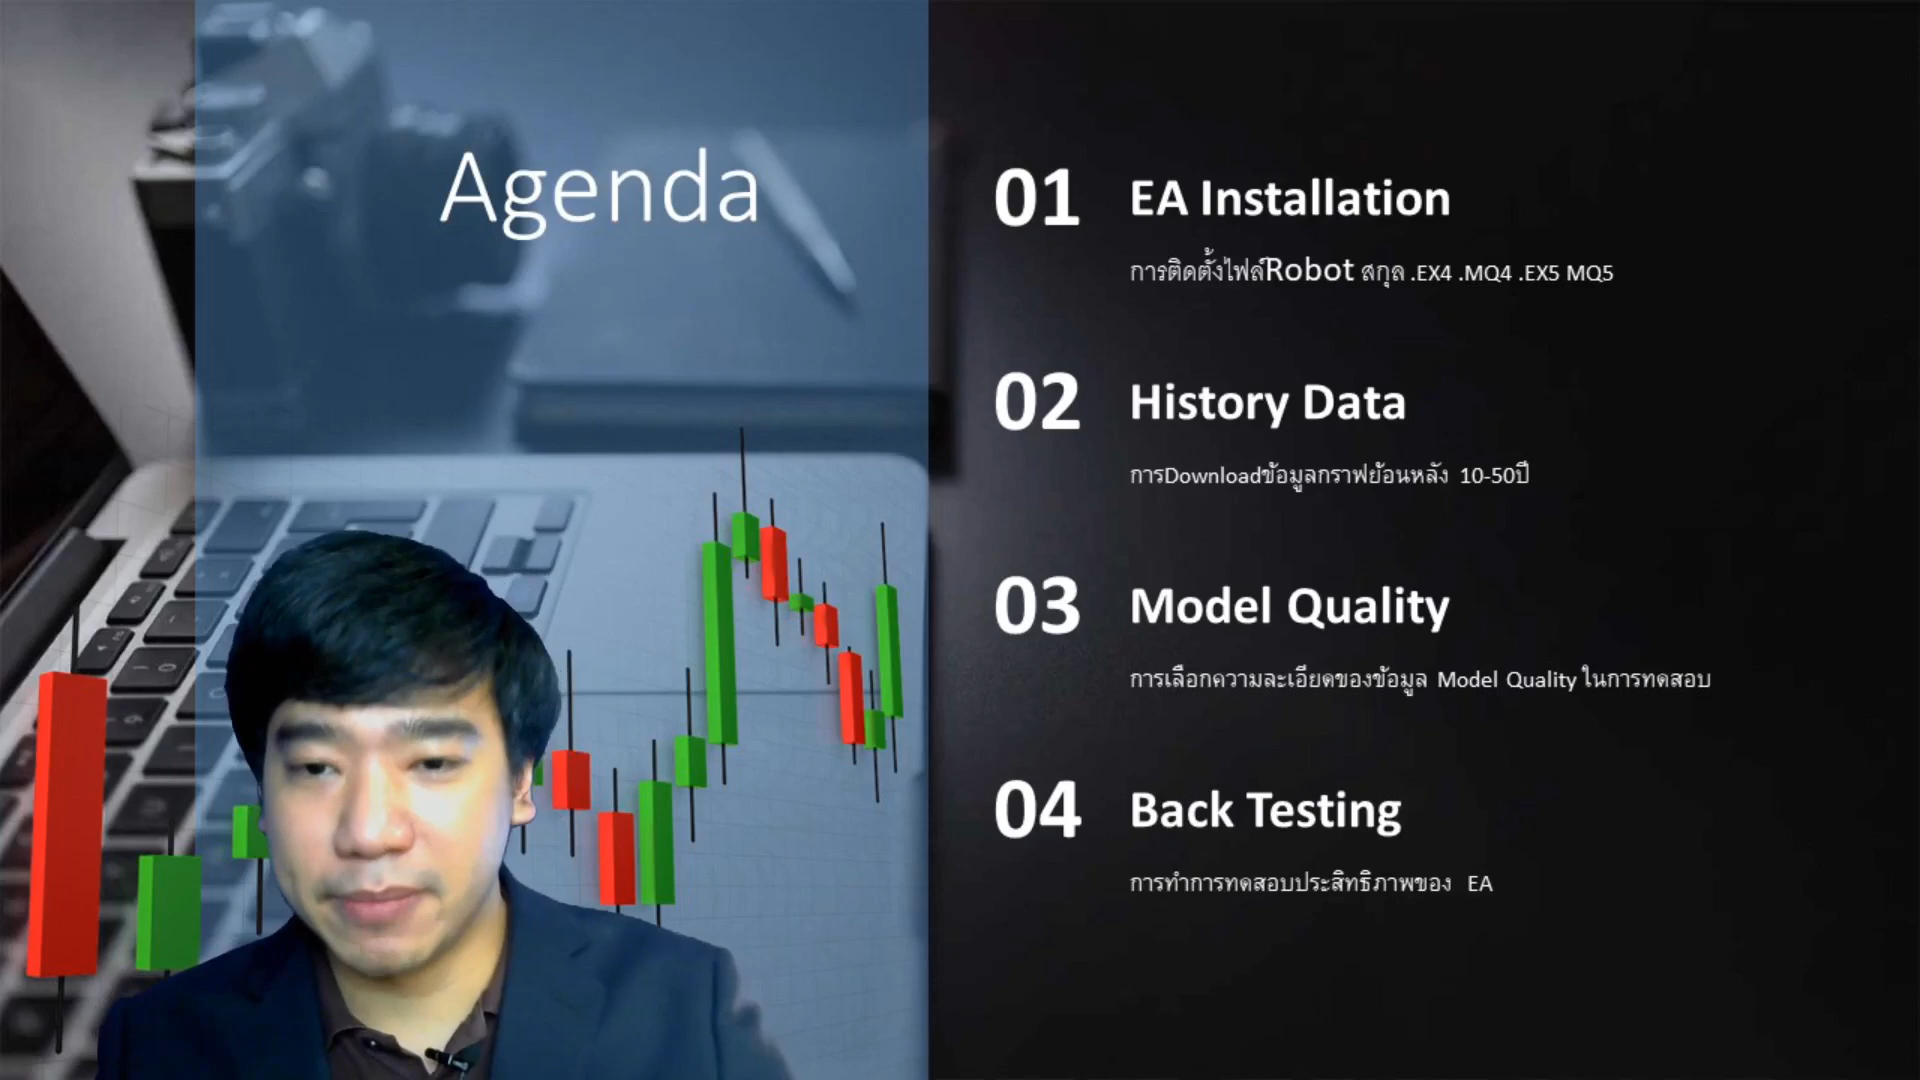 Agenda
01 EA Installation
การติดตั้งไฟล์Robot สกุล .EX4 .MQ4 .EX5 MQ5
02 History Data
การDownloadข้อมูลกราฟย้อนหลัง 10-50ปี
03 Model Quality
การเลือกความละเอียดของข้อมูล Model Quality ในการทดสอบ
04 Back Testing
การทำการทดสอบประสิทธิภาพของ EA